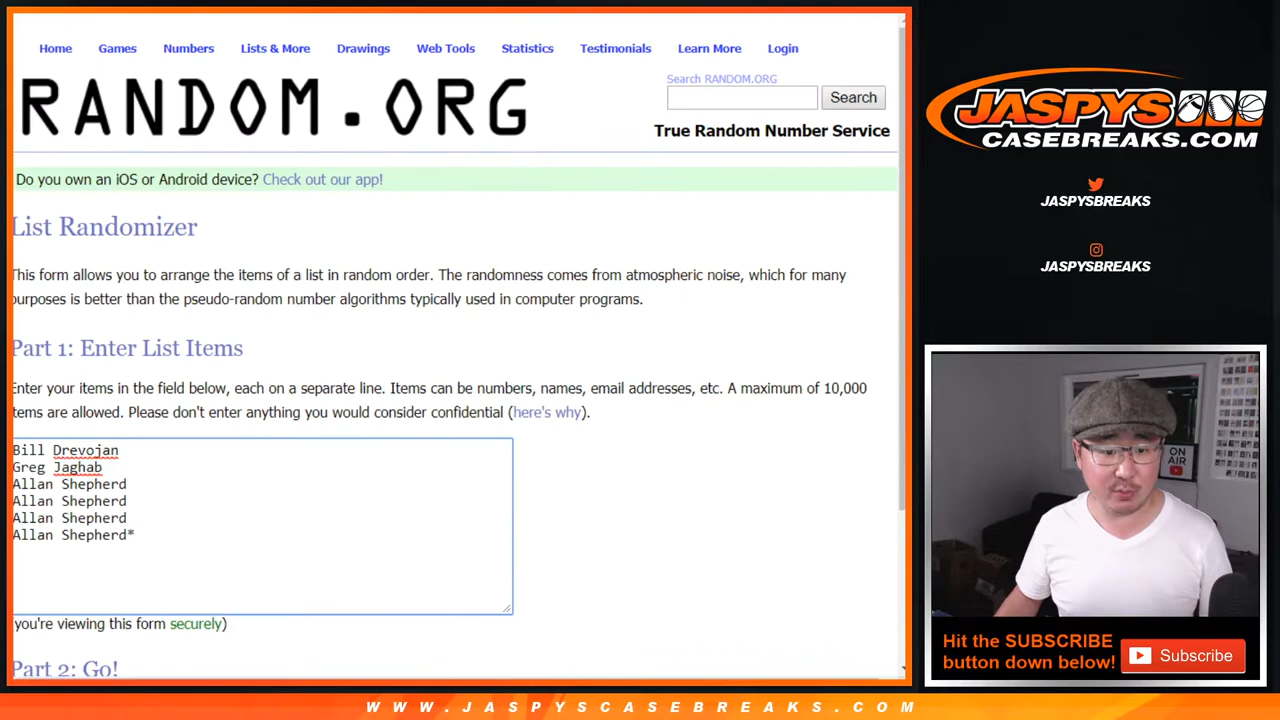 Home Games Numbers Lists & More Drawings Web Tools Statistics Testimonials Learn More Login
RANDOM.ORG
Search RANDOM.ORG
Search
True Random Number Service
Do you own an iOS or Android device? Check out our app!
List Randomizer
This form allows you to arrange the items of a list in random order. The randomness comes from atmospheric noise, which for many
purposes is better than the pseudo-random number algorithms typically used in computer programs.
Part 1: Enter List Items
Enter your items in the field below, each on a separate line. Items can be numbers, names, email addresses, etc. A maximum of 10,000
items are allowed. Please don't enter anything you would consider confidential (here's why).
Bill Drevojan
Greg Jaghab
Allan Shepherd
Allan Shepherd
Allan Shepherd
Allan Shepherd*
(you're viewing this form securely)
Part 2: Go!
JASPYS
CASEBREAKS.COM
JASPYSBREAKS
JASPYSBREAKS
ON
AIR
Hit the SUBSCRIBE
button down below!
Subscribe
WWW.JASPYSCASEBREAKS.COM